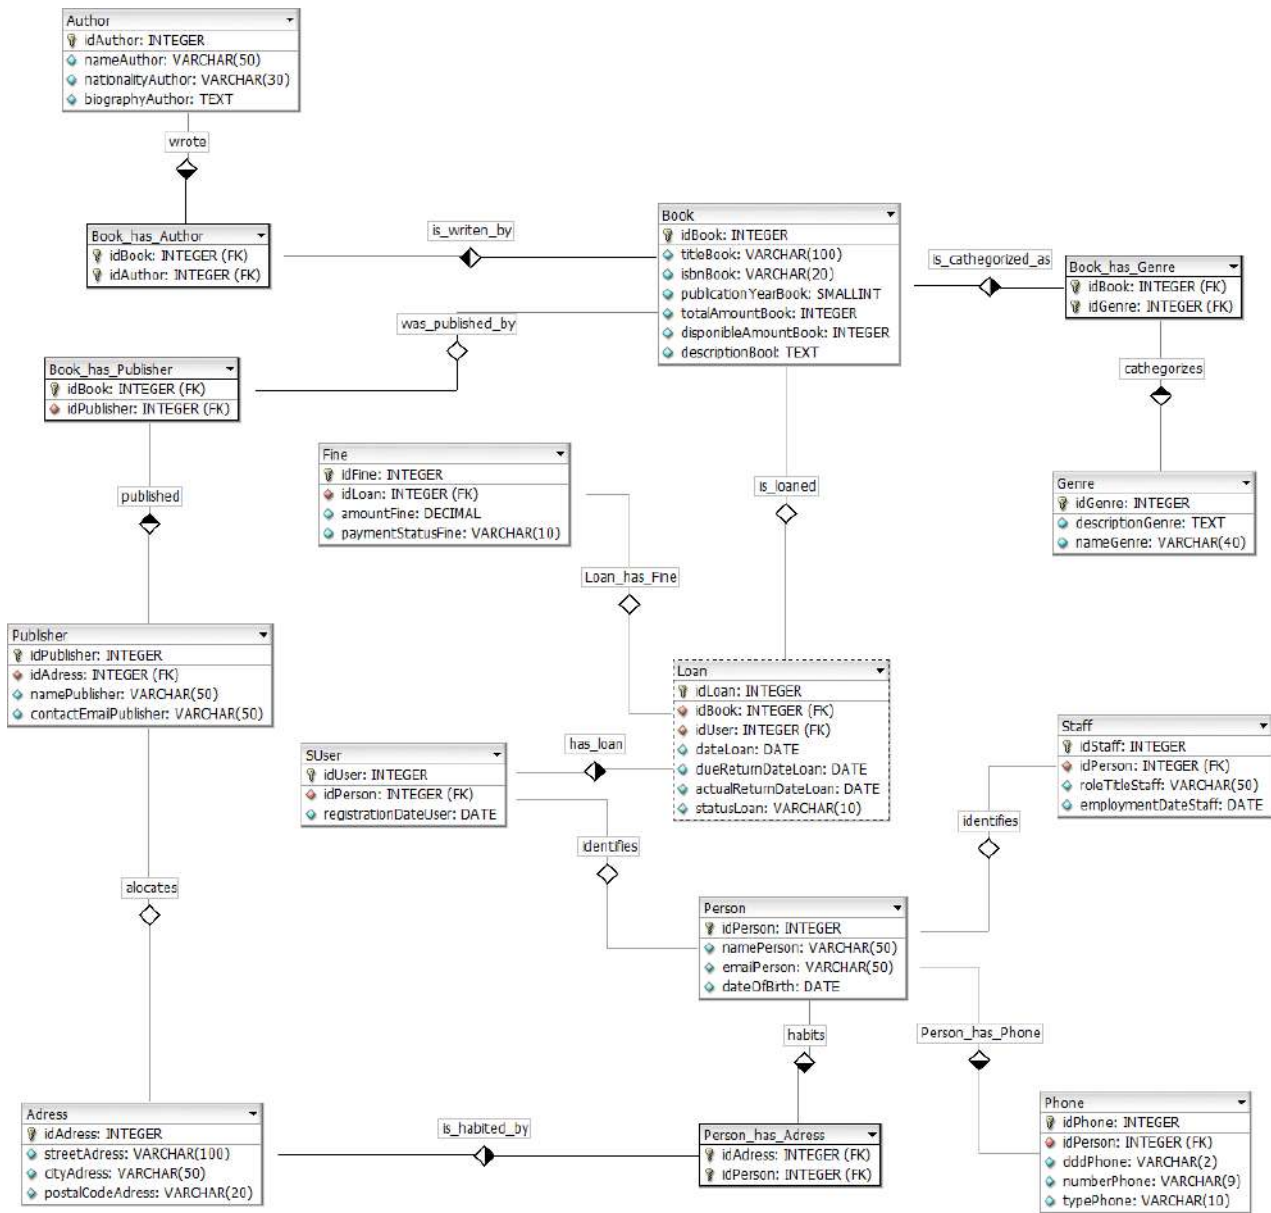 Author
idAuthor: INTEGER
nameAuthor: VARCHAR(50)
nationalityAuthor: VARCHAR(30)
biographyAuthor: TEXT
wrote
Book_has_Author
idBook: INTEGER (FK)
idAuthor: INTEGER (FK)
is_writen_by
Book
idBook: INTEGER
titleBook: VARCHAR(100)
isbnBook: VARCHAR(20)
publicationYearBook: SMALLINT
totalAmountBook: INTEGER
disponibleAmountBook: INTEGER
descriptionBool: TEXT
is_cathegorized_as
Book_has_Genre
idBook: INTEGER (FK)
idGenre: INTEGER (FK)
was_published_by
Book_has_Publisher
idBook: INTEGER (FK)
idPublisher: INTEGER (FK)
cathegorizes
Fine
idFine: INTEGER
idLoan: INTEGER (FK)
amountFine: DECIMAL
paymentStatusFine: VARCHAR(10)
published
is_loaned
Genre
idGenre: INTEGER
descriptionGenre: TEXT
nameGenre: VARCHAR(40)
Loan_has_Fine
Publisher
idPublisher: INTEGER
idAdress: INTEGER (FK)
namePublisher: VARCHAR(50)
contactEmailPublisher: VARCHAR(50)
Loan
idLoan: INTEGER
idBook: INTEGER (FK)
idUser: INTEGER (FK)
dateLoan: DATE
dueReturnDateLoan: DATE
actualReturnDateLoan: DATE
statusLoan: VARCHAR(10)
has_loan
SUser
idUser: INTEGER
idPerson: INTEGER (FK)
registrationDateUser: DATE
Staff
idStaff: INTEGER
idPerson: INTEGER (FK)
roleTitleStaff: VARCHAR(50)
employmentDateStaff: DATE
identifies
identifies
alocates
Person
idPerson: INTEGER
namePerson: VARCHAR(50)
emailPerson: VARCHAR(50)
dateOfBirth: DATE
habits
Person_has_Phone
Adress
idAdress: INTEGER
streetAdress: VARCHAR(100)
cityAdress: VARCHAR(50)
postalCodeAdress: VARCHAR(20)
is_habited_by
Person_has_Adress
idAdress: INTEGER (FK)
idPerson: INTEGER (FK)
Phone
idPhone: INTEGER
idPerson: INTEGER (FK)
dddPhone: VARCHAR(2)
numberPhone: VARCHAR(9)
typePhone: VARCHAR(10)